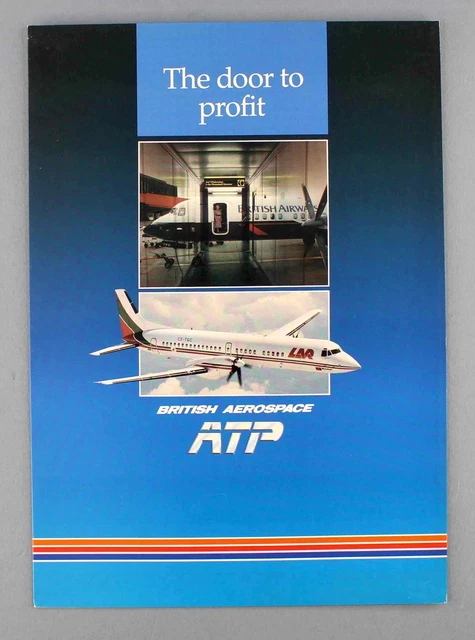 The door to
profit
BRITISH AIRWAYS
LAR
BRITISH AEROSPACE
ATP